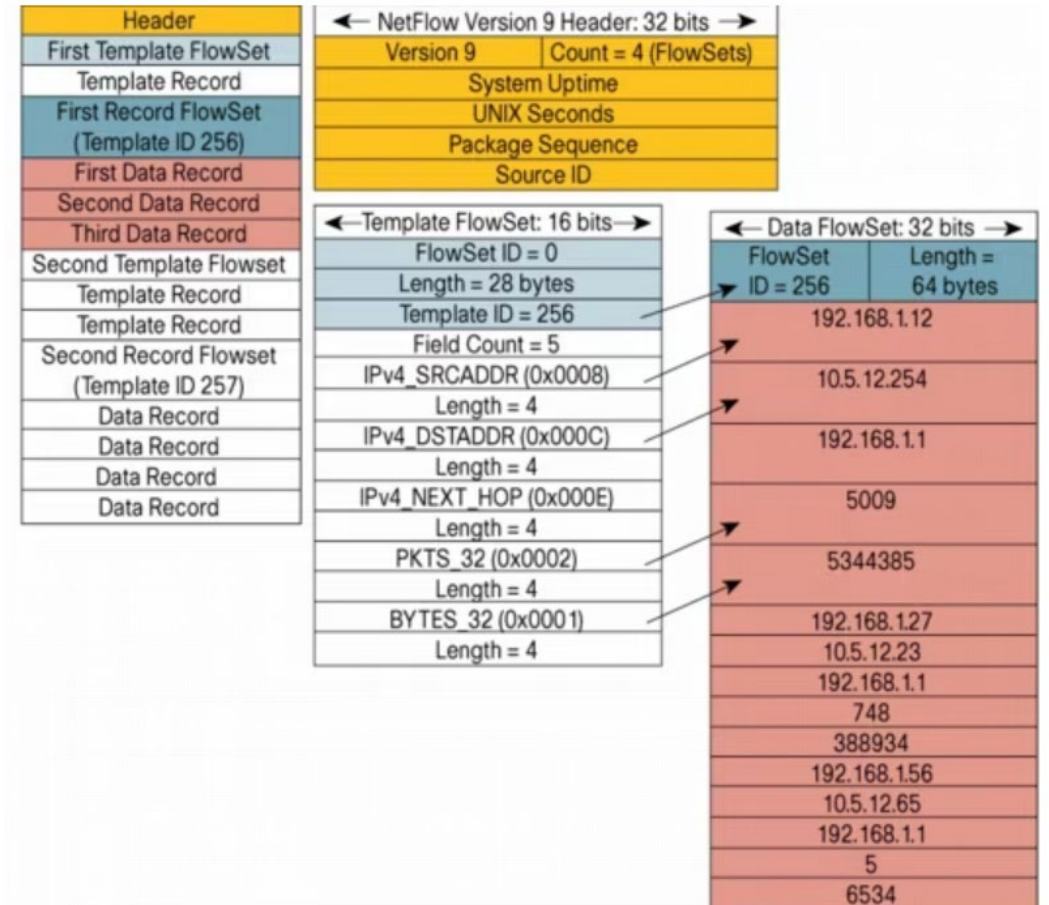 Header
First Template FlowSet
Template Record
First Record FlowSet
(Template ID 256)
First Data Record
Second Data Record
Third Data Record
Second Template Flowset
Template Record
Template Record
Second Record Flowset
(Template ID 257)
Data Record
Data Record
Data Record
Data Record
NetFlow Version 9 Header: 32 bits
Version 9
Count = 4 (FlowSets)
System Uptime
UNIX Seconds
Package Sequence
Source ID
Template FlowSet: 16 bits
FlowSet ID = 0
Length = 28 bytes
Template ID = 256
Field Count = 5
IPv4_SRCADDR (0x0008)
Length = 4
IPv4_DSTADDR (0x000C)
Length = 4
IPv4_NEXT_HOP (0x000E)
Length = 4
PKTS_32 (0x0002)
Length = 4
BYTES_32 (0x0001)
Length = 4
Data FlowSet: 32 bits
FlowSet
ID = 256
Length =
64 bytes
192.168.1.12
10.5.12.254
192.168.1.1
5009
5344385
192.168.1.27
10.5.12.23
192.168.1.1
748
388934
192.168.1.56
10.5.12.65
192.168.1.1
5
6534